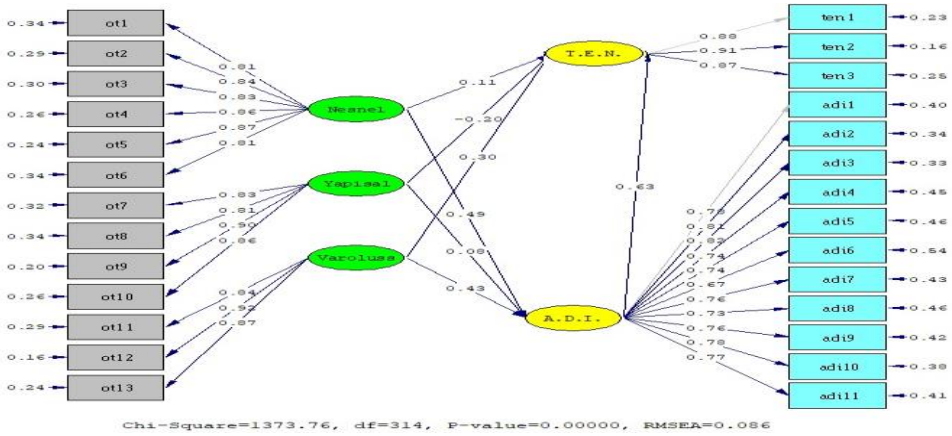 0.34 ot1
0.29 ot2
0.30 ot3
0.26 ot4
0.24 ot5
0.34 ot6
0.32 ot7
0.34 ot8
0.20 ot9
0.26 ot10
0.29 ot11
0.16 ot12
0.24 ot13
0.81
0.84
0.83
0.86
0.87
0.81
0.83
0.81
0.90
0.86
0.84
0.92
0.87
Nesnel
Yapisal
Varoluss
0.11
-0.20
0.30
0.49
0.08
0.43
T.E.N.
0.63
A.D.I.
0.88
0.91
0.87
0.81
0.82
0.74
0.74
0.67
0.76
0.73
0.76
0.78
0.77
ten1 0.23
ten2 0.16
ten3 0.25
adi1 0.40
adi2 0.34
adi3 0.33
adi4 0.45
adi5 0.46
adi6 0.54
adi7 0.43
adi8 0.46
adi9 0.42
adi10 0.38
adi11 0.41
Chi-Square=1373.76, df=314, P-value=0.00000, RMSEA=0.086